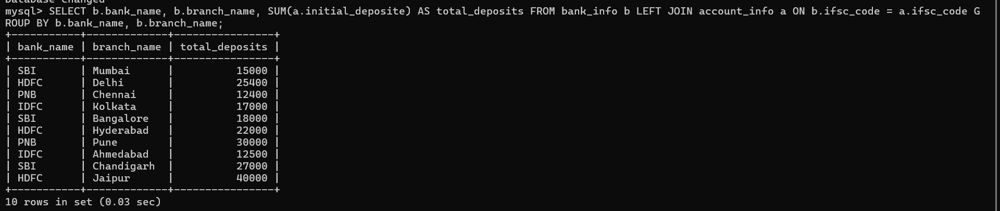 Database changed
mysql> SELECT b.bank_name, b.branch_name, SUM(a.initial_deposite) AS total_deposits FROM bank_info b LEFT JOIN account_info a ON b.ifsc_code = a.ifsc_code G
ROUP BY b.bank_name, b.branch_name;
+-----------+-------------+----------------+
| bank_name | branch_name | total_deposits |
+-----------+-------------+----------------+
| SBI       | Mumbai      |          15000 |
| HDFC      | Delhi       |          25400 |
| PNB       | Chennai     |          12400 |
| IDFC      | Kolkata     |          17000 |
| SBI       | Bangalore   |          18000 |
| HDFC      | Hyderabad   |          22000 |
| PNB       | Pune        |          30000 |
| IDFC      | Ahmedabad   |          12500 |
| SBI       | Chandigarh  |          27000 |
| HDFC      | Jaipur      |          40000 |
+-----------+-------------+----------------+
10 rows in set (0.03 sec)